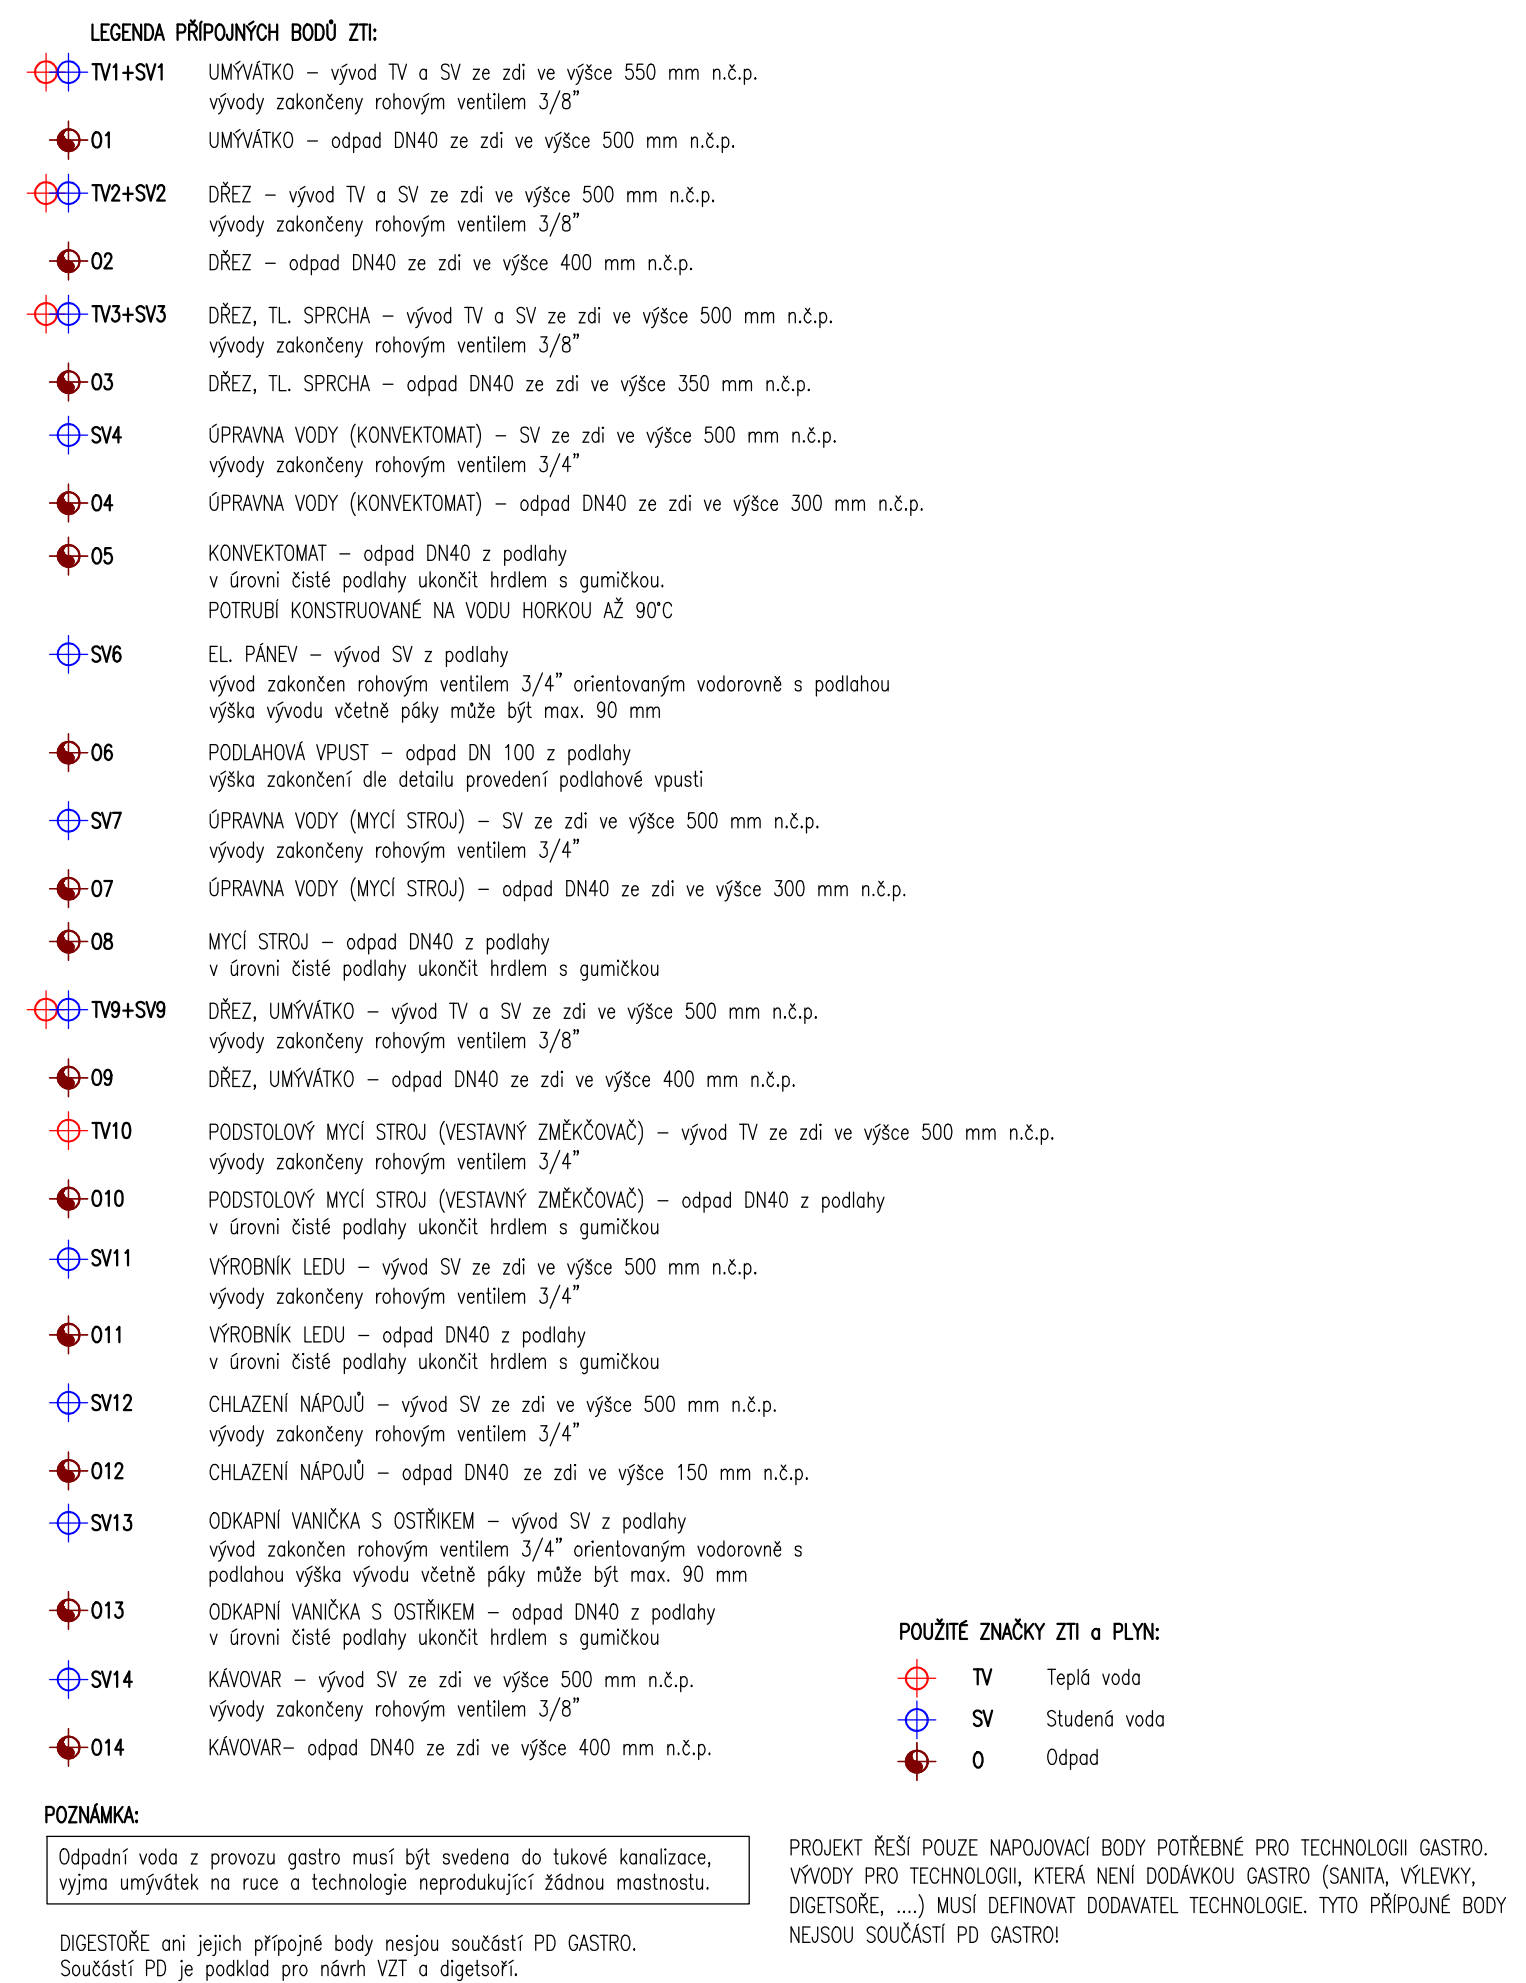 LEGENDA PŘÍPOJNÝCH BODŮ ZTI:
TV1+SV1 UMÝVÁTKO – vývod TV a SV ze zdi ve výšce 550 mm n.č.p.
vývody zakončeny rohovým ventilem 3/8"
O1 UMÝVÁTKO – odpad DN40 ze zdi ve výšce 500 mm n.č.p.
TV2+SV2 DŘEZ – vývod TV a SV ze zdi ve výšce 500 mm n.č.p.
vývody zakončeny rohovým ventilem 3/8"
O2 DŘEZ – odpad DN40 ze zdi ve výšce 400 mm n.č.p.
TV3+SV3 DŘEZ, TL. SPRCHA – vývod TV a SV ze zdi ve výšce 500 mm n.č.p.
vývody zakončeny rohovým ventilem 3/8"
O3 DŘEZ, TL. SPRCHA – odpad DN40 ze zdi ve výšce 350 mm n.č.p.
SV4 ÚPRAVNA VODY (KONVEKTOMAT) – SV ze zdi ve výšce 500 mm n.č.p.
vývody zakončeny rohovým ventilem 3/4"
O4 ÚPRAVNA VODY (KONVEKTOMAT) – odpad DN40 ze zdi ve výšce 300 mm n.č.p.
O5 KONVEKTOMAT – odpad DN40 z podlahy
v úrovni čisté podlahy ukončit hrdlem s gumičkou.
POTRUBÍ KONSTRUOVANÉ NA VODU HORKOU AŽ 90°C
SV6 EL. PÁNEV – vývod SV z podlahy
vývod zakončen rohovým ventilem 3/4" orientovaným vodorovně s podlahou
výška vývodu včetně páky může být max. 90 mm
O6 PODLAHOVÁ VPUST – odpad DN 100 z podlahy
výška zakončení dle detailu provedení podlahové vpusti
SV7 ÚPRAVNA VODY (MYCÍ STROJ) – SV ze zdi ve výšce 500 mm n.č.p.
vývody zakončeny rohovým ventilem 3/4"
O7 ÚPRAVNA VODY (MYCÍ STROJ) – odpad DN40 ze zdi ve výšce 300 mm n.č.p.
O8 MYCÍ STROJ – odpad DN40 z podlahy
v úrovni čisté podlahy ukončit hrdlem s gumičkou
TV9+SV9 DŘEZ, UMÝVÁTKO – vývod TV a SV ze zdi ve výšce 500 mm n.č.p.
vývody zakončeny rohovým ventilem 3/8"
O9 DŘEZ, UMÝVÁTKO – odpad DN40 ze zdi ve výšce 400 mm n.č.p.
TV10 PODSTOLOVÝ MYCÍ STROJ (VESTAVNÝ ZMĚKČOVAČ) – vývod TV ze zdi ve výšce 500 mm n.č.p.
vývody zakončeny rohovým ventilem 3/4"
O10 PODSTOLOVÝ MYCÍ STROJ (VESTAVNÝ ZMĚKČOVAČ) – odpad DN40 z podlahy
v úrovni čisté podlahy ukončit hrdlem s gumičkou
SV11 VÝROBNÍK LEDU – vývod SV ze zdi ve výšce 500 mm n.č.p.
vývody zakončeny rohovým ventilem 3/4"
O11 VÝROBNÍK LEDU – odpad DN40 z podlahy
v úrovni čisté podlahy ukončit hrdlem s gumičkou
SV12 CHLAZENÍ NÁPOJŮ – vývod SV ze zdi ve výšce 500 mm n.č.p.
vývody zakončeny rohovým ventilem 3/4"
O12 CHLAZENÍ NÁPOJŮ – odpad DN40 ze zdi ve výšce 150 mm n.č.p.
SV13 ODKAPNÍ VANIČKA S OSTŘIKEM – vývod SV z podlahy
vývod zakončen rohovým ventilem 3/4" orientovaným vodorovně s
podlahou výška vývodu včetně páky může být max. 90 mm
O13 ODKAPNÍ VANIČKA S OSTŘIKEM – odpad DN40 z podlahy
v úrovni čisté podlahy ukončit hrdlem s gumičkou
SV14 KÁVOVAR – vývod SV ze zdi ve výšce 500 mm n.č.p.
vývody zakončeny rohovým ventilem 3/8"
O14 KÁVOVAR– odpad DN40 ze zdi ve výšce 400 mm n.č.p.
POUŽITÉ ZNAČKY ZTI a PLYN:
TV Teplá voda
SV Studená voda
O Odpad
POZNÁMKA:
Odpadní voda z provozu gastro musí být svedena do tukové kanalizace,
vyjma umývátek na ruce a technologie neprodukující žádnou mastnostu.
DIGESTOŘE ani jejich přípojné body nesjou součástí PD GASTRO.
Součástí PD je podklad pro návrh VZT a digetsoří.
PROJEKT ŘEŠÍ POUZE NAPOJOVACÍ BODY POTŘEBNÉ PRO TECHNOLOGII GASTRO.
VÝVODY PRO TECHNOLOGII, KTERÁ NENÍ DODÁVKOU GASTRO (SANITA, VÝLEVKY,
DIGETSOŘE, ....) MUSÍ DEFINOVAT DODAVATEL TECHNOLOGIE. TYTO PŘÍPOJNÉ BODY
NEJSOU SOUČÁSTÍ PD GASTRO!